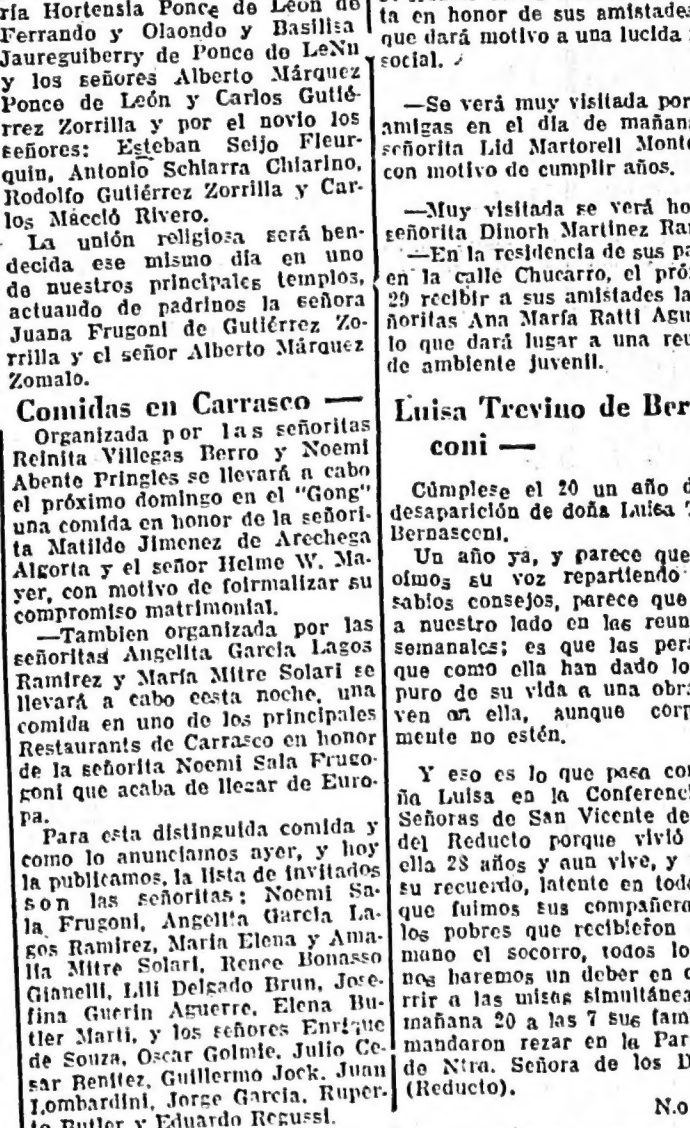 ría Hortensia Ponce de León de
Ferrando y Olaondo y Basilisa
Jaureguiberry de Ponce de LeNn
y los señores Alberto Márquez
Ponce de León y Carlos Gutié-
rrez Zorrilla y por el novio los
señores: Esteban Seijo Fleur-
quin, Antonio Schiarra Chiarino,
Rodolfo Gutiérrez Zorrilla y Car-
los Maccló Rivero.
La unión religiosa será ben-
decida ese mismo día en uno
de nuestros principales templos,
actuando de padrinos la señora
Juana Frugoni de Gutiérrez Zo-
rrilla y el señor Alberto Márquez
Zomalo.
Comidas en Carrasco —
Organizada por las señoritas
Reinita Villegas Berro y Noemi
Abente Pringles se llevará a cabo
el próximo domingo en el "Gong"
una comida en honor de la señori-
ta Matilde Jimenez de Arechega
Algorta y el señor Helme W. Ma-
yer, con motivo de foirmalizar su
compromiso matrimonial.
—Tambien organizada por las
señoritas Angelita García Lagos
Ramirez y María Mitre Solari se
llevará a cabo eesta noche, una
comida en uno de los principales
Restaurants de Carrasco en honor
de la señorita Noemi Sala Frugo-
goni que acaba de llegar de Euro-
pa.
Para esta distinguida comida y
como lo anunciamos ayer, y hoy
la publicamos, la lista de invitados
son las señoritas: Noemi Sa-
la Frugoni, Angelita García La-
gos Ramirez, María Elena y Ama-
lia Mitre Solari, Renee Bonasso
Gianelli, Lili Delgado Brun, Jose-
fina Guerin Aguerre, Elena Bu-
tler Marti, y los señores Enrique
de Souza, Oscar Golmie, Julio Ce-
sar Benitez, Guillermo Jock, Juan
Lombardini, Jorge Garcia, Ruper-
to Butler y Eduardo Regussi.
ta en honor de sus amistades
que dará motivo a una lucida
social.
—Se verá muy visitada por
amigas en el día de mañana
señorita Lid Martorell Monte
con motivo de cumplir años.
—Muy visitada se verá ho
señorita Dinorh Martinez Ra
—En la residencia de sus pa
en la calle Chucarro, el pró
29 recibir a sus amistades la
ñoritas Ana María Ratti Agu
lo que dará lugar a una reu
de ambiente juvenil.
Luisa Trevino de Ber
coni —
Cúmplese el 20 un año d
desaparición de doña Luisa T
Bernasconi.
Un año ya, y parece que
oimos su voz repartiendo
sabios consejos, parece que
a nuestro lado en las reun
semanales; es que las pers
que como ella han dado lo
puro de su vida a una obra
ven en ella, aunque corp
mente no estén.
Y eso es lo que pasa con
ña Luisa en la Conferenci
Señoras de San Vicente de
del Reducto porque vivió
ella 28 años y aun vive, y
su recuerdo, latente en toda
que fuimos sus compañera
los pobres que recibieron
mano el socorro, todos lo
nos haremos un deber en c
rrir a las misas simultánea
mañana 20 a las 7 sus fam
mandaron rezar en la Par
de Ntra. Señora de los D
(Reducto).
N.o